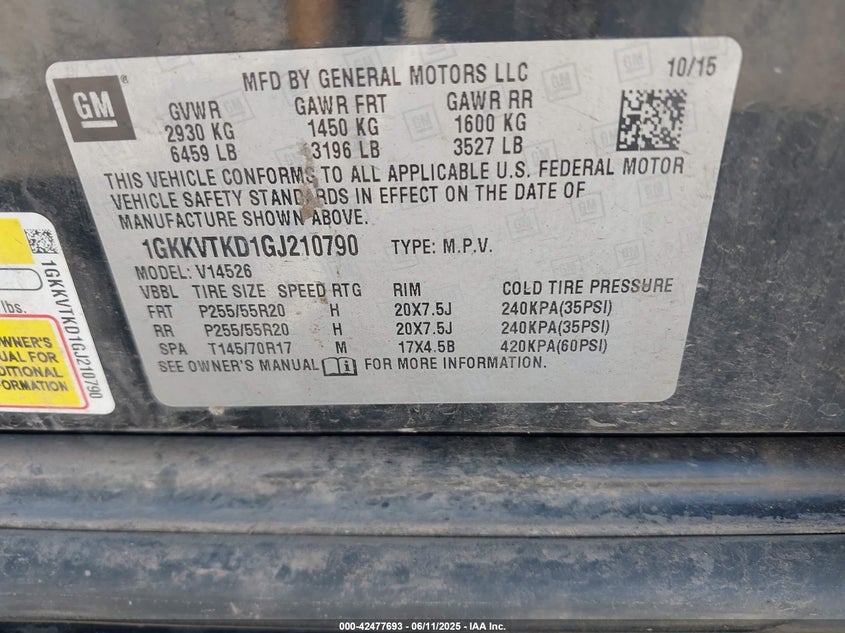 GM
®
MFD BY GENERAL MOTORS LLC
10/15
GVWR GAWR FRT GAWR RR
2930 KG 1450 KG 1600 KG
6459 LB 3196 LB 3527 LB
THIS VEHICLE CONFORMS TO ALL APPLICABLE U.S. FEDERAL MOTOR
VEHICLE SAFETY STANDARDS IN EFFECT ON THE DATE OF
MANUFACTURE SHOWN ABOVE.
1GKKVTKD1GJ210790 TYPE: M.P.V.
MODEL: V14526
VBBL TIRE SIZE SPEED RTG RIM COLD TIRE PRESSURE
FRT P255/55R20 H 20X7.5J 240KPA(35PSI)
RR P255/55R20 H 20X7.5J 240KPA(35PSI)
SPA T145/70R17 M 17X4.5B 420KPA(60PSI)
SEE OWNER'S MANUAL FOR MORE INFORMATION.
1GKKVTKD1GJ210790
lbs.
OWNER'S
UAL FOR
DITIONAL
ORMATION
000-42477693 - 06/11/2025 - IAA Inc.